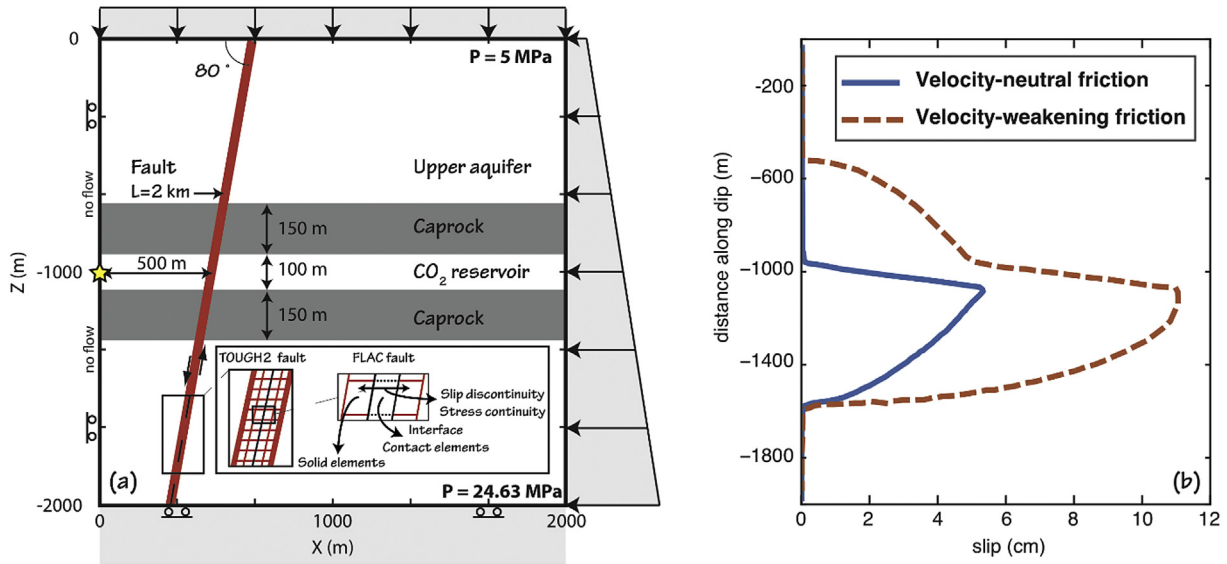 0
P = 5 MPa
80°
Fault
L=2 km
Upper aquifer
no flow
150 m
Caprock
Z (m)
-1000
500 m
100 m
CO2 reservoir
150 m
Caprock
no flow
TOUGH2 fault
FLAC fault
Slip discontinuity
Stress continuity
Interface
Contact elements
Solid elements
(a)
P = 24.63 MPa
-2000
0
1000
2000
X (m)
Velocity-neutral friction
Velocity-weakening friction
distance along dip (m)
−200
−600
−1000
−1400
−1800
(b)
0
2
4
6
8
10
12
slip (cm)